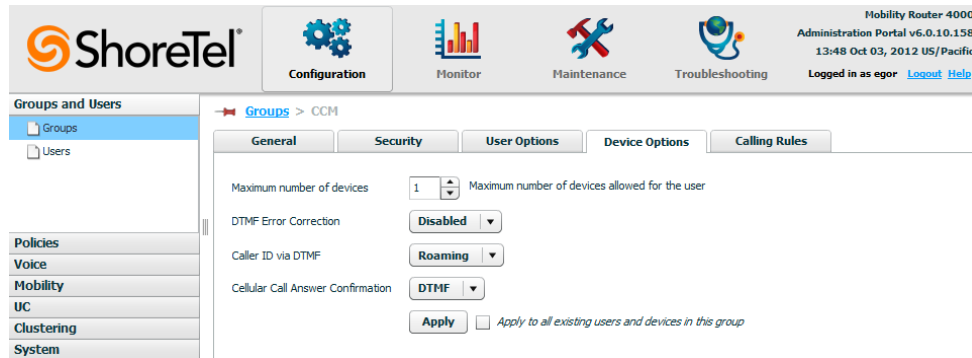 ShoreTel
Configuration
Monitor
Maintenance
Troubleshooting
Mobility Router 4000
Administration Portal v6.0.10.158
13:48 Oct 03, 2012 US/Pacific
Logged in as egor Logout Help
Groups and Users
Groups
Users
Policies
Voice
Mobility
UC
Clustering
System
Groups > CCM
General
Security
User Options
Device Options
Calling Rules
Maximum number of devices 1 Maximum number of devices allowed for the user
DTMF Error Correction Disabled
Caller ID via DTMF Roaming
Cellular Call Answer Confirmation DTMF
Apply Apply to all existing users and devices in this group